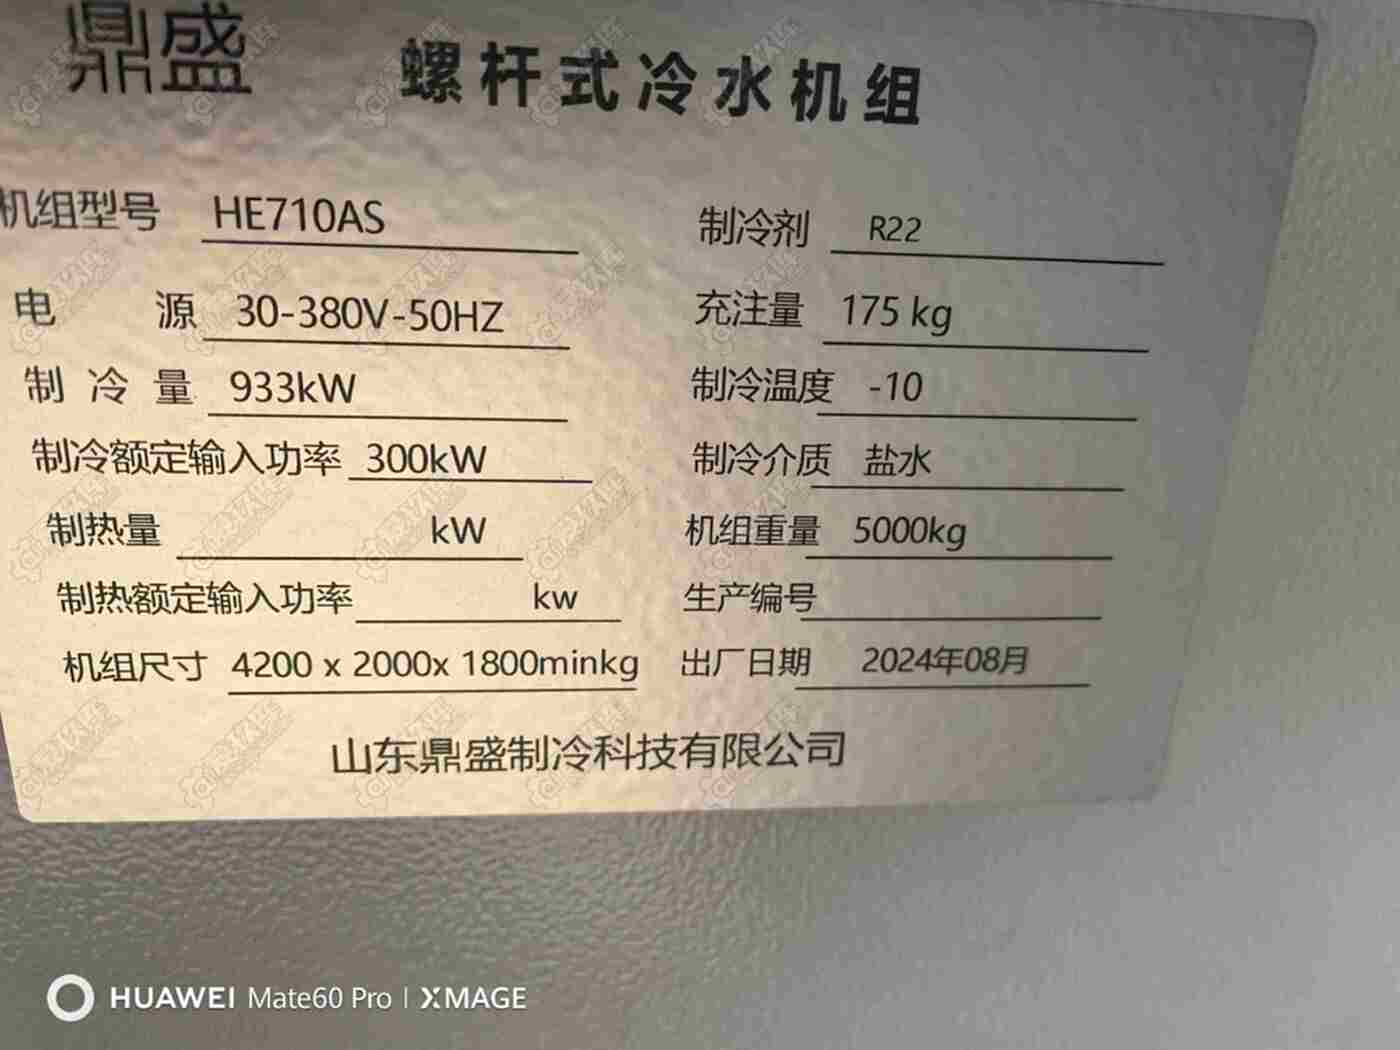 鼎盛 螺杆式冷水机组
机组型号 HE710AS 制冷剂 R22
电 源 30-380V-50HZ 充注量 175 kg
制 冷 量 933kW 制冷温度 -10
制冷额定输入功率 300kW 制冷介质 盐水
制热量 kW 机组重量 5000kg
制热额定输入功率 kw 生产编号
机组尺寸 4200 x 2000x 1800minkg 出厂日期 2024年08月
山东鼎盛制冷科技有限公司
HUAWEI Mate60 Pro | XMAGE